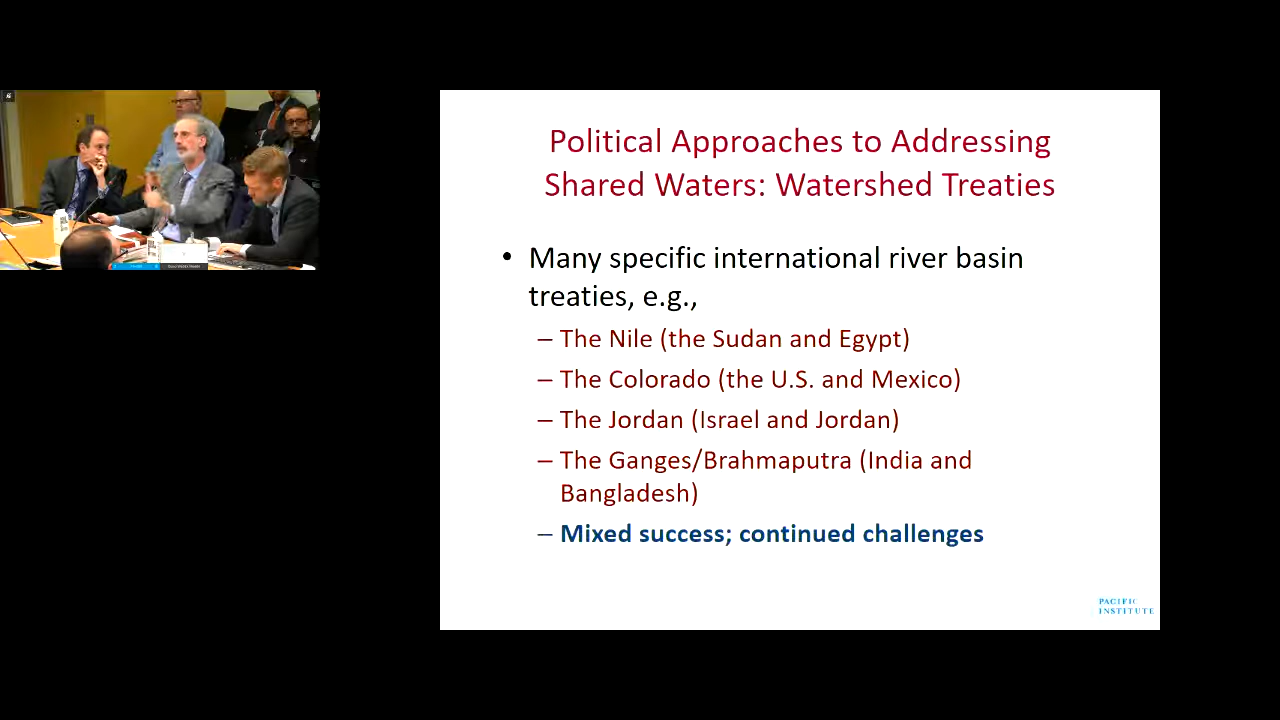 Political Approaches to Addressing
Shared Waters: Watershed Treaties
• Many specific international river basin
treaties, e.g.,
– The Nile (the Sudan and Egypt)
– The Colorado (the U.S. and Mexico)
– The Jordan (Israel and Jordan)
– The Ganges/Brahmaputra (India and
Bangladesh)
– Mixed success; continued challenges
PACIFIC
INSTITUTE